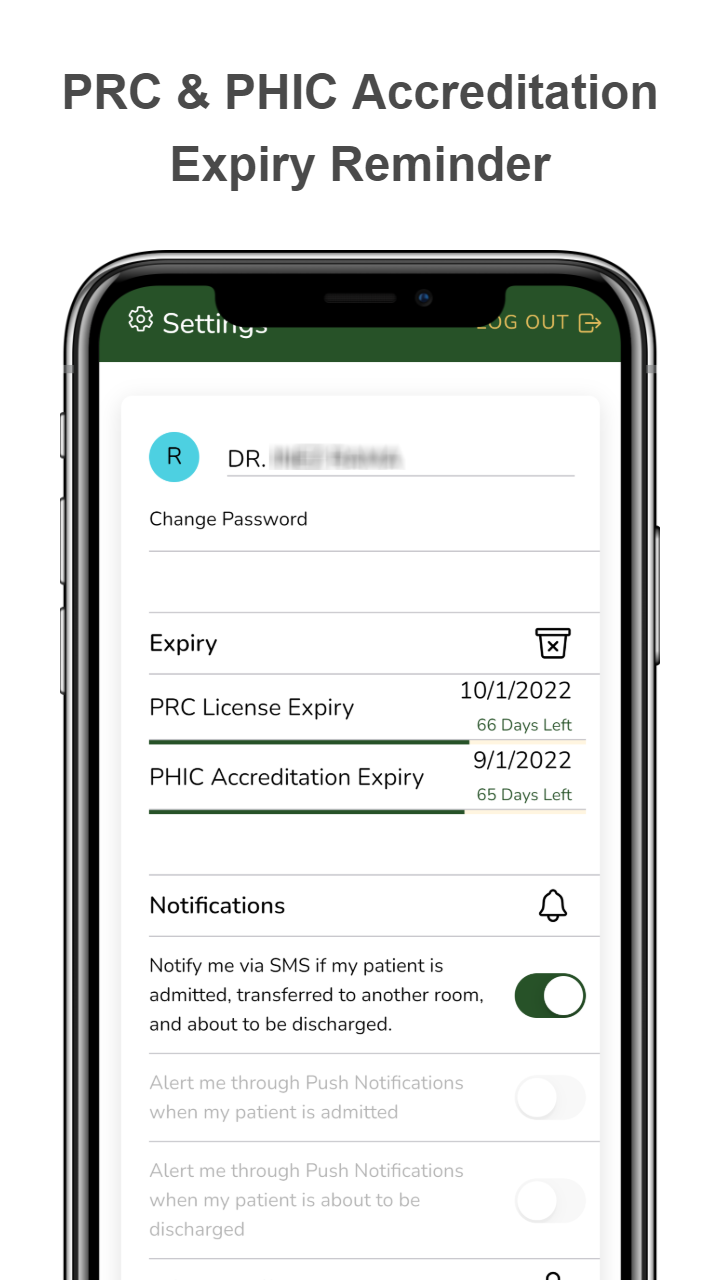 PRC & PHIC Accreditation
Expiry Reminder
Settings
LOG OUT
R
DR.
Change Password
Expiry
PRC License Expiry
10/1/2022
66 Days Left
PHIC Accreditation Expiry
9/1/2022
65 Days Left
Notifications
Notify me via SMS if my patient is
admitted, transferred to another room,
and about to be discharged.
Alert me through Push Notifications
when my patient is admitted
Alert me through Push Notifications
when my patient is about to be
discharged